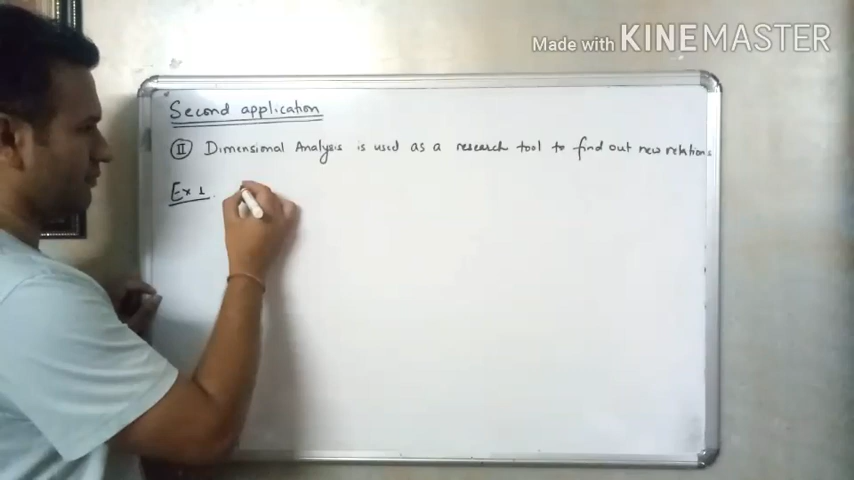 Made with KINEMASTER
Second application
II Dimensional Analysis is used as a research tool to find out new relations
Ex 1